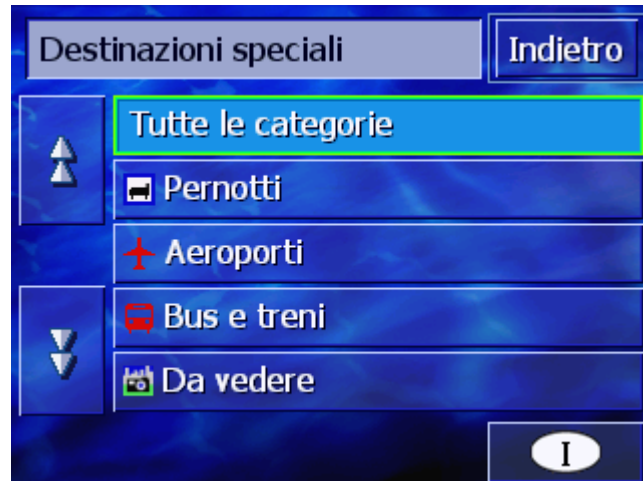 Destinazioni speciali
Indietro
Tutte le categorie
Pernotti
Aeroporti
Bus e treni
Da vedere
I